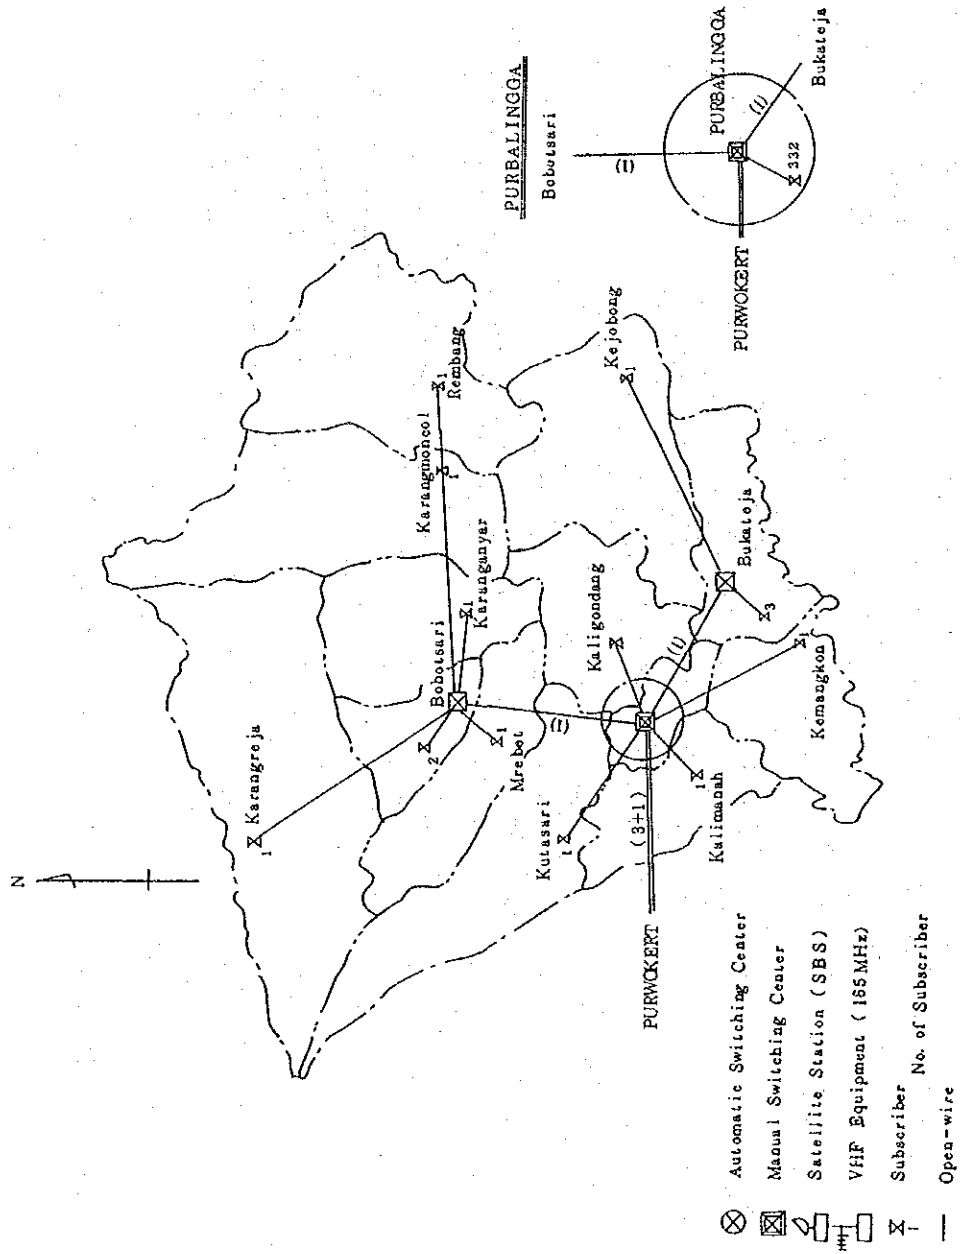 N
PURBALINGGA
Bobotsari
(1)
PURBALINGGA
(1)
332
PURWOKERT
Bukateja
Karangreja
1
Bobotsari
2
Mrebet
1
Karanganyar
1
Karangmoncol
1
Rembang
1
(1)
Kutasari
1
Kaligondang
Kejobong
1
(3+1)
PURWOKERT
Kalimanah
1
(1)
Bukateja
3
Kemangkon
1
Automatic Switching Center
Manual Switching Center
Satellite Station (SBS)
VHF Equipment (165MHz)
Subscriber
1 No. of Subscriber
Open-wire